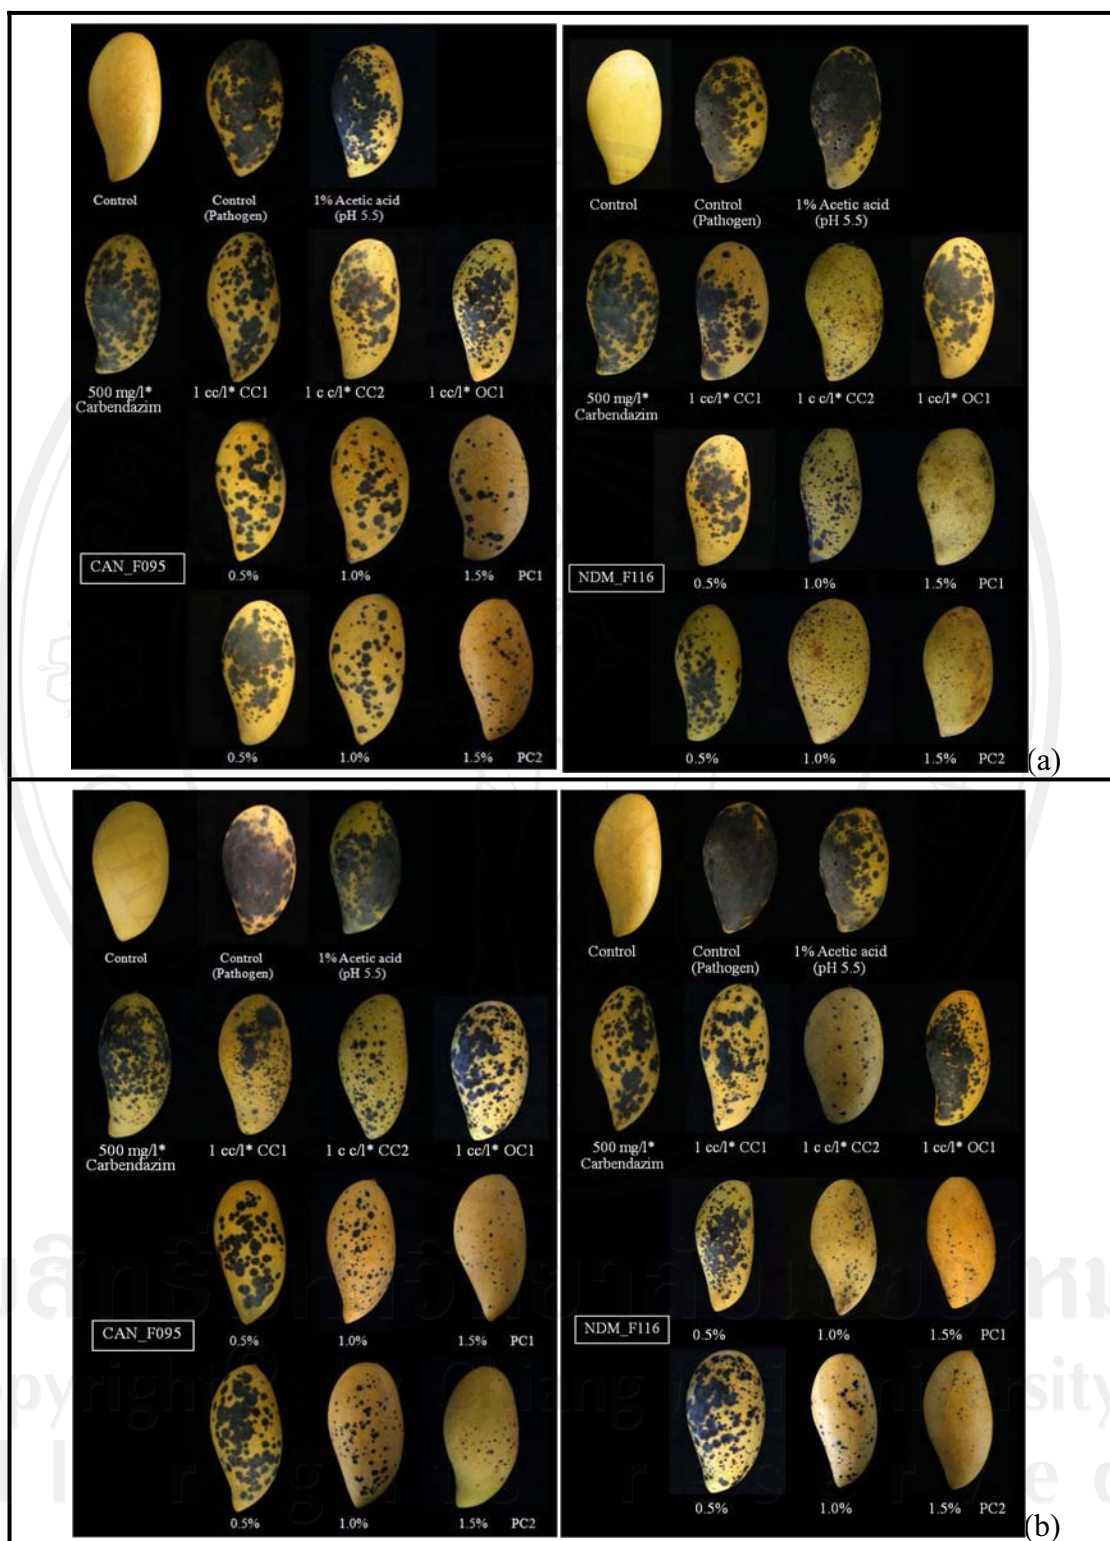 Control
Control
(Pathogen)
1% Acetic acid
(pH 5.5)
500 mg/l*
Carbendazim
1 cc/l* CC1
1 c c/l* CC2
1 cc/l* OC1
CAN_F095
0.5%
1.0%
1.5%
PC1
0.5%
1.0%
1.5%
PC2
Control
Control
(Pathogen)
1% Acetic acid
(pH 5.5)
500 mg/l*
Carbendazim
1 cc/l* CC1
1 c c/l* CC2
1 cc/l* OC1
NDM_F116
0.5%
1.0%
1.5%
PC1
0.5%
1.0%
1.5%
PC2
(a)
Control
Control
(Pathogen)
1% Acetic acid
(pH 5.5)
500 mg/l*
Carbendazim
1 cc/l* CC1
1 c c/l* CC2
1 cc/l* OC1
CAN_F095
0.5%
1.0%
1.5%
PC1
0.5%
1.0%
1.5%
PC2
Control
Control
(Pathogen)
1% Acetic acid
(pH 5.5)
500 mg/l*
Carbendazim
1 cc/l* CC1
1 c c/l* CC2
1 cc/l* OC1
NDM_F116
0.5%
1.0%
1.5%
PC1
0.5%
1.0%
1.5%
PC2
(b)